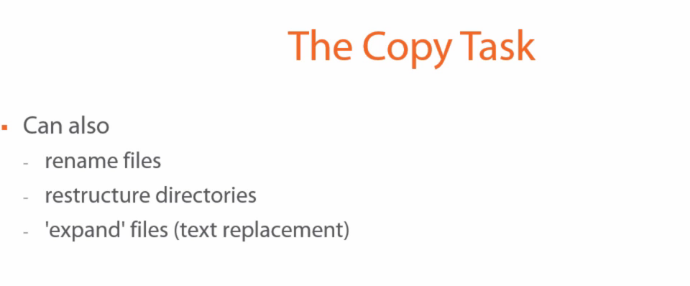 The Copy Task
▪ Can also
- rename files
- restructure directories
- 'expand' files (text replacement)